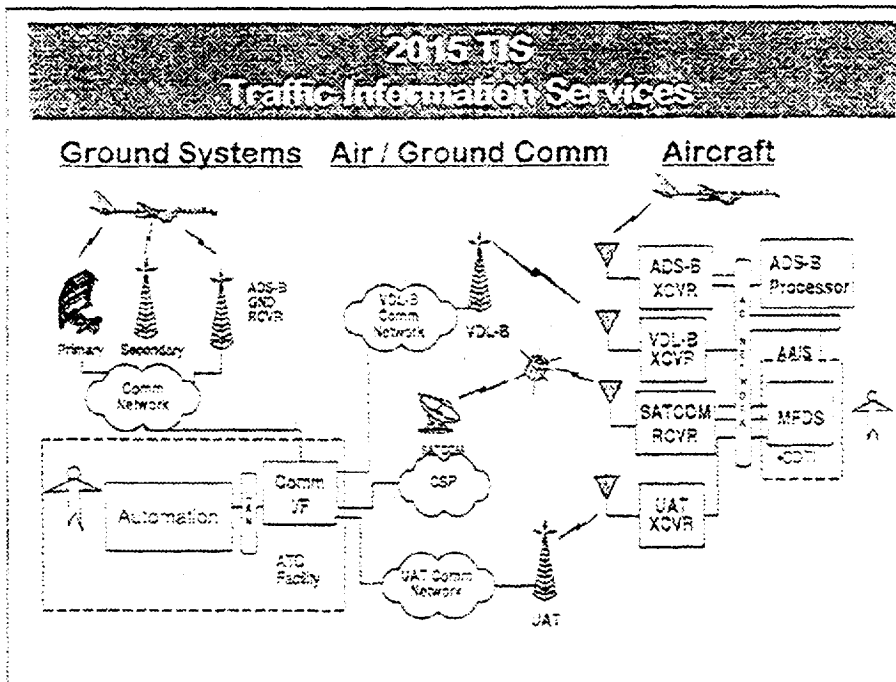 2015 TIS
Traffic Information Services
Ground Systems
Air / Ground Comm
Aircraft
Primary
Secondary
ADS-B
GND
RCVR
Comm
Network
Automation
LAN
Comm
I/F
ATC
Facility
VDL-B
Comm
Network
VDL-B
SATCOM
CSP
UAT Comm
Network
UAT
ADS-B
XCVR
VDL-B
XCVR
SATCOM
RCVR
UAT
XCVR
ADS-B
Processor
AAIS
MFDS
•CDTI